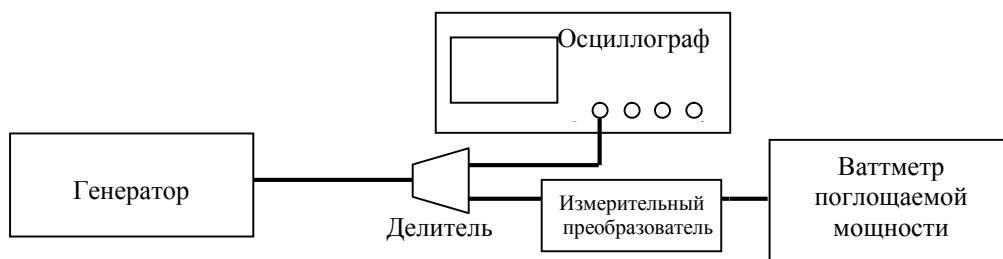 Осциллограф
Генератор
Делитель
Измерительный
преобразователь
Ваттметр
поглощаемой
мощности